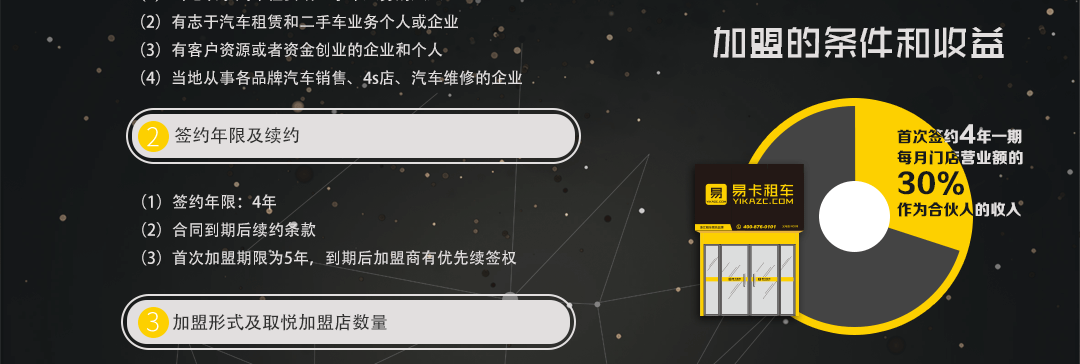 （2）有志于汽车租赁和二手车业务个人或企业
（3）有客户资源或者资金创业的企业和个人
（4）当地从事各品牌汽车销售、4s店、汽车维修的企业
2 签约年限及续约
（1）签约年限：4年
（2）合同到期后续约条款
（3）首次加盟期限为5年，到期后加盟商有优先续签权
3 加盟形式及取悦加盟店数量
加盟的条件和收益
首次签约4年一期
每月门店营业额的
30%
作为合伙人的收入
易 易卡租车
YIKAZC.COM
400-876-0101